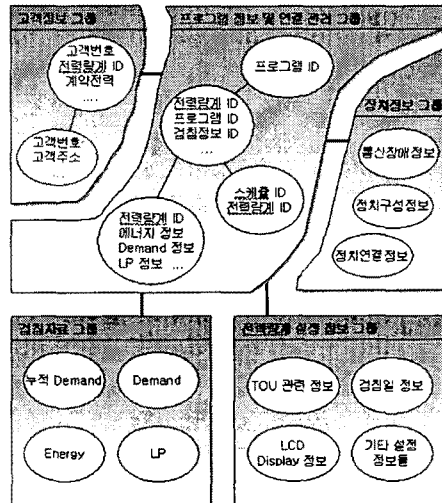 고객정보 그룹
프로그램 정보 및 연결 관리 그룹
고객번호
전력량계 ID
계약전력
....
고객번호
고객주소
...
프로그램 ID
전력량계 ID
프로그램 ID
검침정보 ID
...
스케쥴 ID
전력량계 ID
전력량계 ID
에너지 정보
Demand 정보
LP 정보 ...
장치정보 그룹
통신장애 정보
장치구성 정보
장치연결 정보
검침자료 그룹
누적 Demand
Demand
Energy
LP
전력량계 설정 정보 그룹
TOU 관련 정보
검침일 정보
LCD
Display 정보
기타 설정
정보들